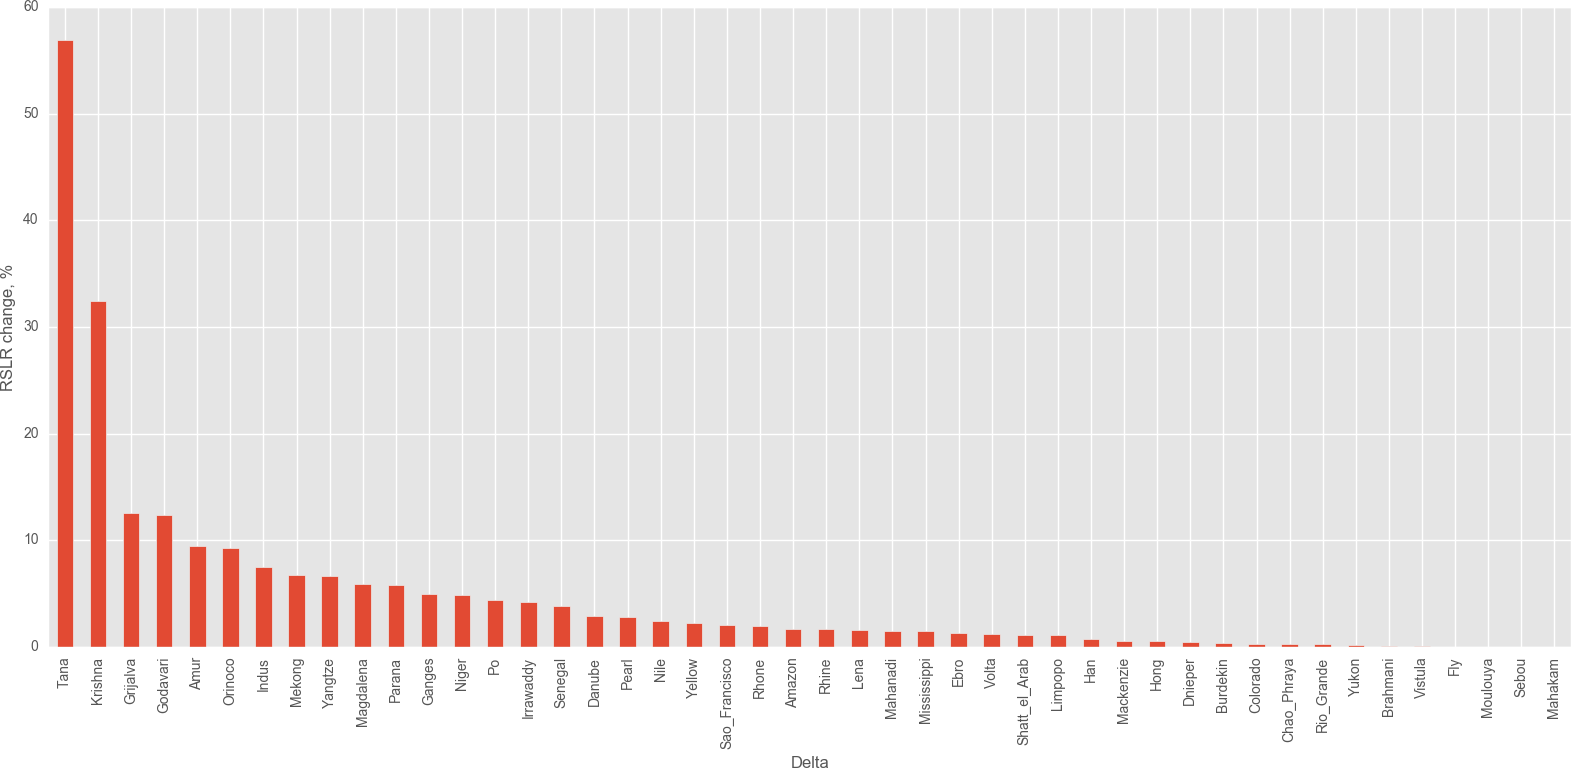 60
50
40
30
20
10
0
RSLR change, %
Tana
Krishna
Grijalva
Godavari
Amur
Orinoco
Indus
Mekong
Yangtze
Magdalena
Parana
Ganges
Niger
Po
Irrawaddy
Senegal
Danube
Pearl
Nile
Yellow
Sao_Francisco
Rhone
Amazon
Rhine
Lena
Mahanadi
Mississippi
Ebro
Volta
Shatt_el_Arab
Limpopo
Han
Mackenzie
Hong
Dnieper
Burdekin
Colorado
Chao_Phraya
Rio_Grande
Yukon
Brahmani
Vistula
Fly
Moulouya
Sebou
Mahakam
Delta